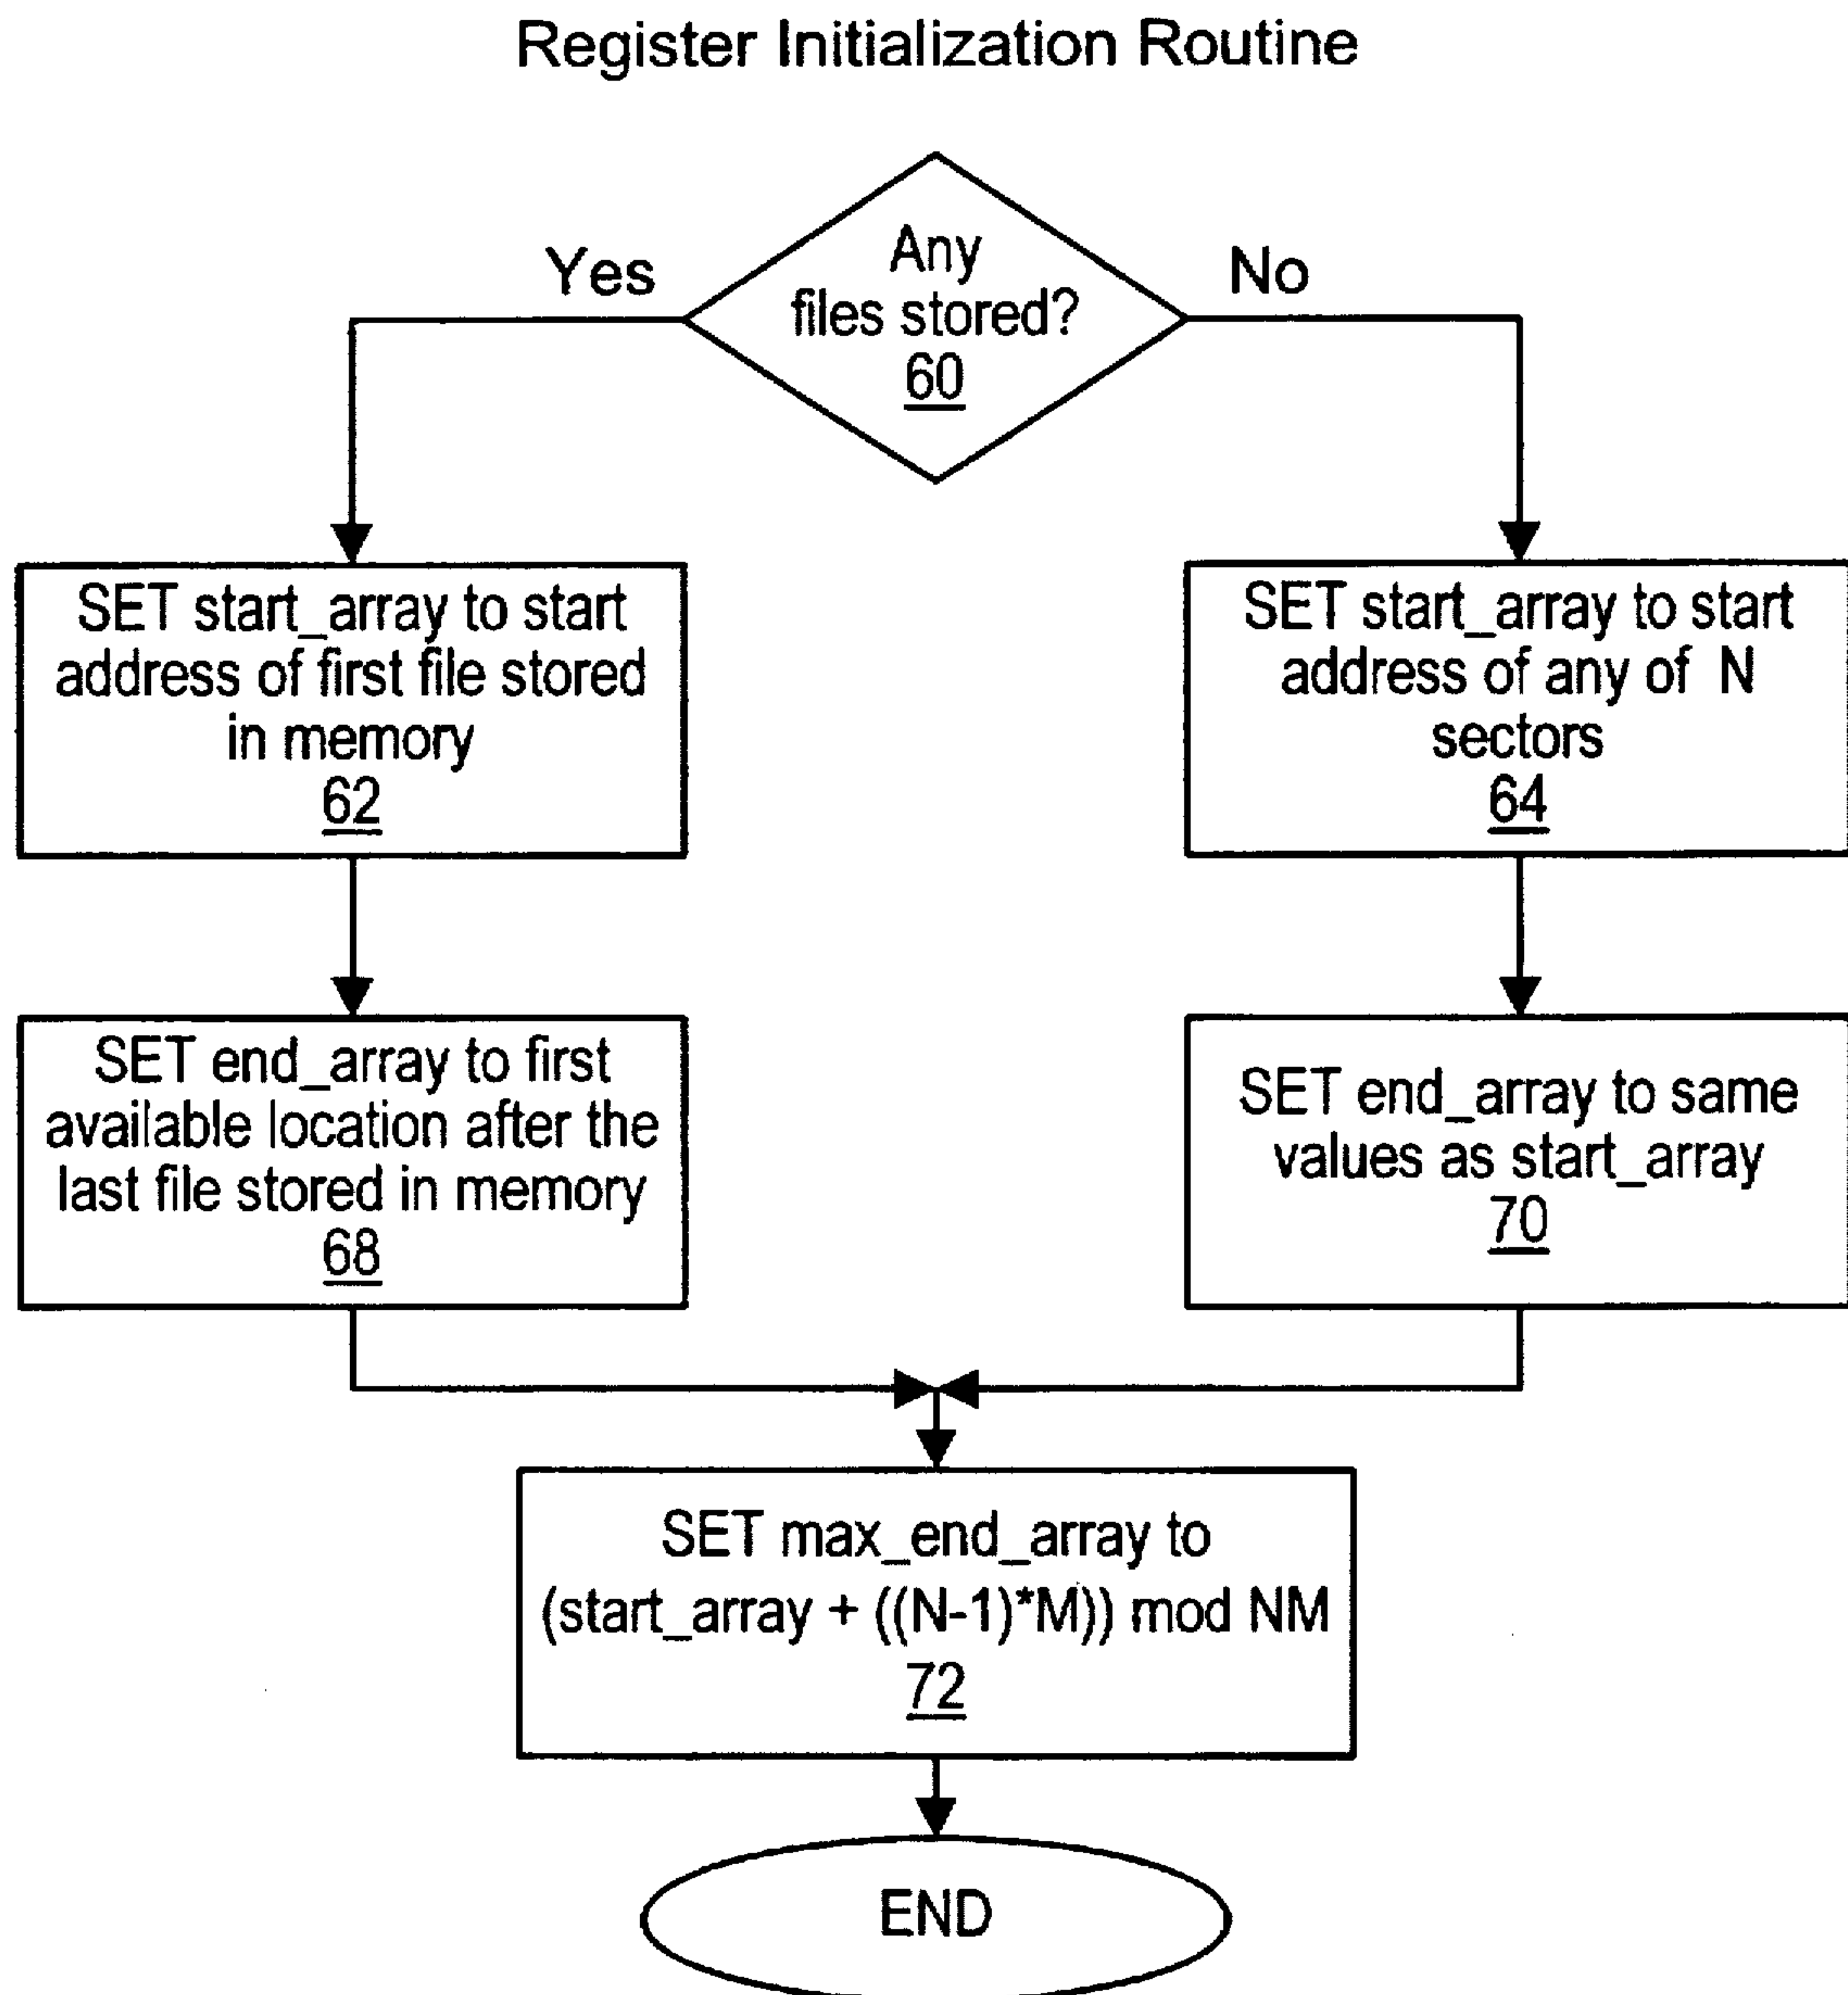 Register Initialization Routine
Any
files stored?
60
Yes
No
SET start_array to start
address of first file stored
in memory
62
SET start_array to start
address of any of N
sectors
64
SET end_array to first
available location after the
last file stored in memory
68
SET end_array to same
values as start_array
70
SET max_end_array to
(start_array + ((N-1)*M)) mod NM
72
END